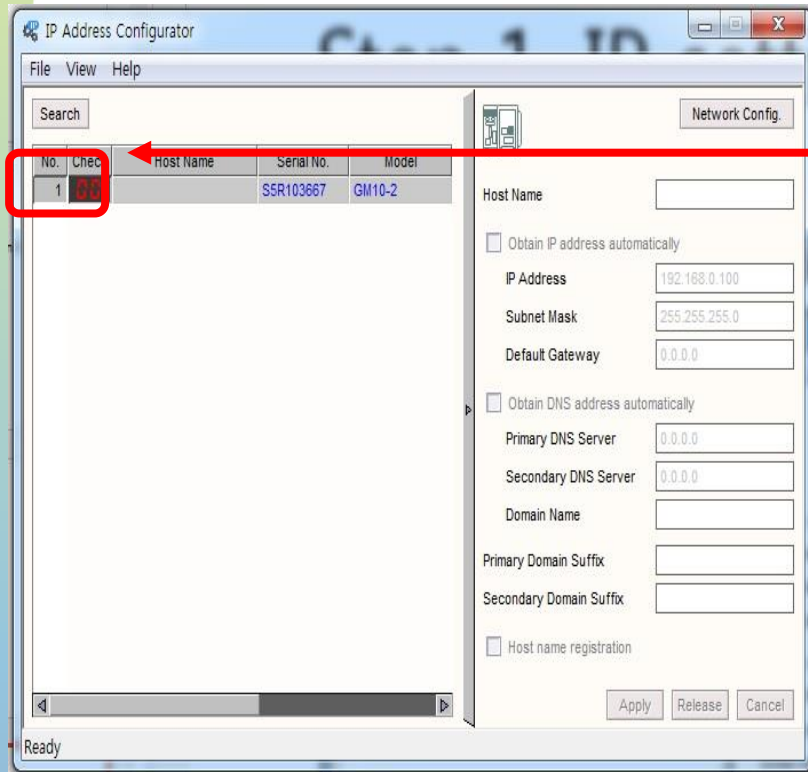 IP Address Configurator
File View Help
Search
Network Config.
No. Chec Host Name Serial No. Model
1 00 S5R103667 GM10-2
Host Name
Obtain IP address automatically
IP Address 192.168.0.100
Subnet Mask 255.255.255.0
Default Gateway 0.0.0.0
Obtain DNS address automatically
Primary DNS Server 0.0.0.0
Secondary DNS Server 0.0.0.0
Domain Name
Primary Domain Suffix
Secondary Domain Suffix
Host name registration
Apply Release Cancel
Ready